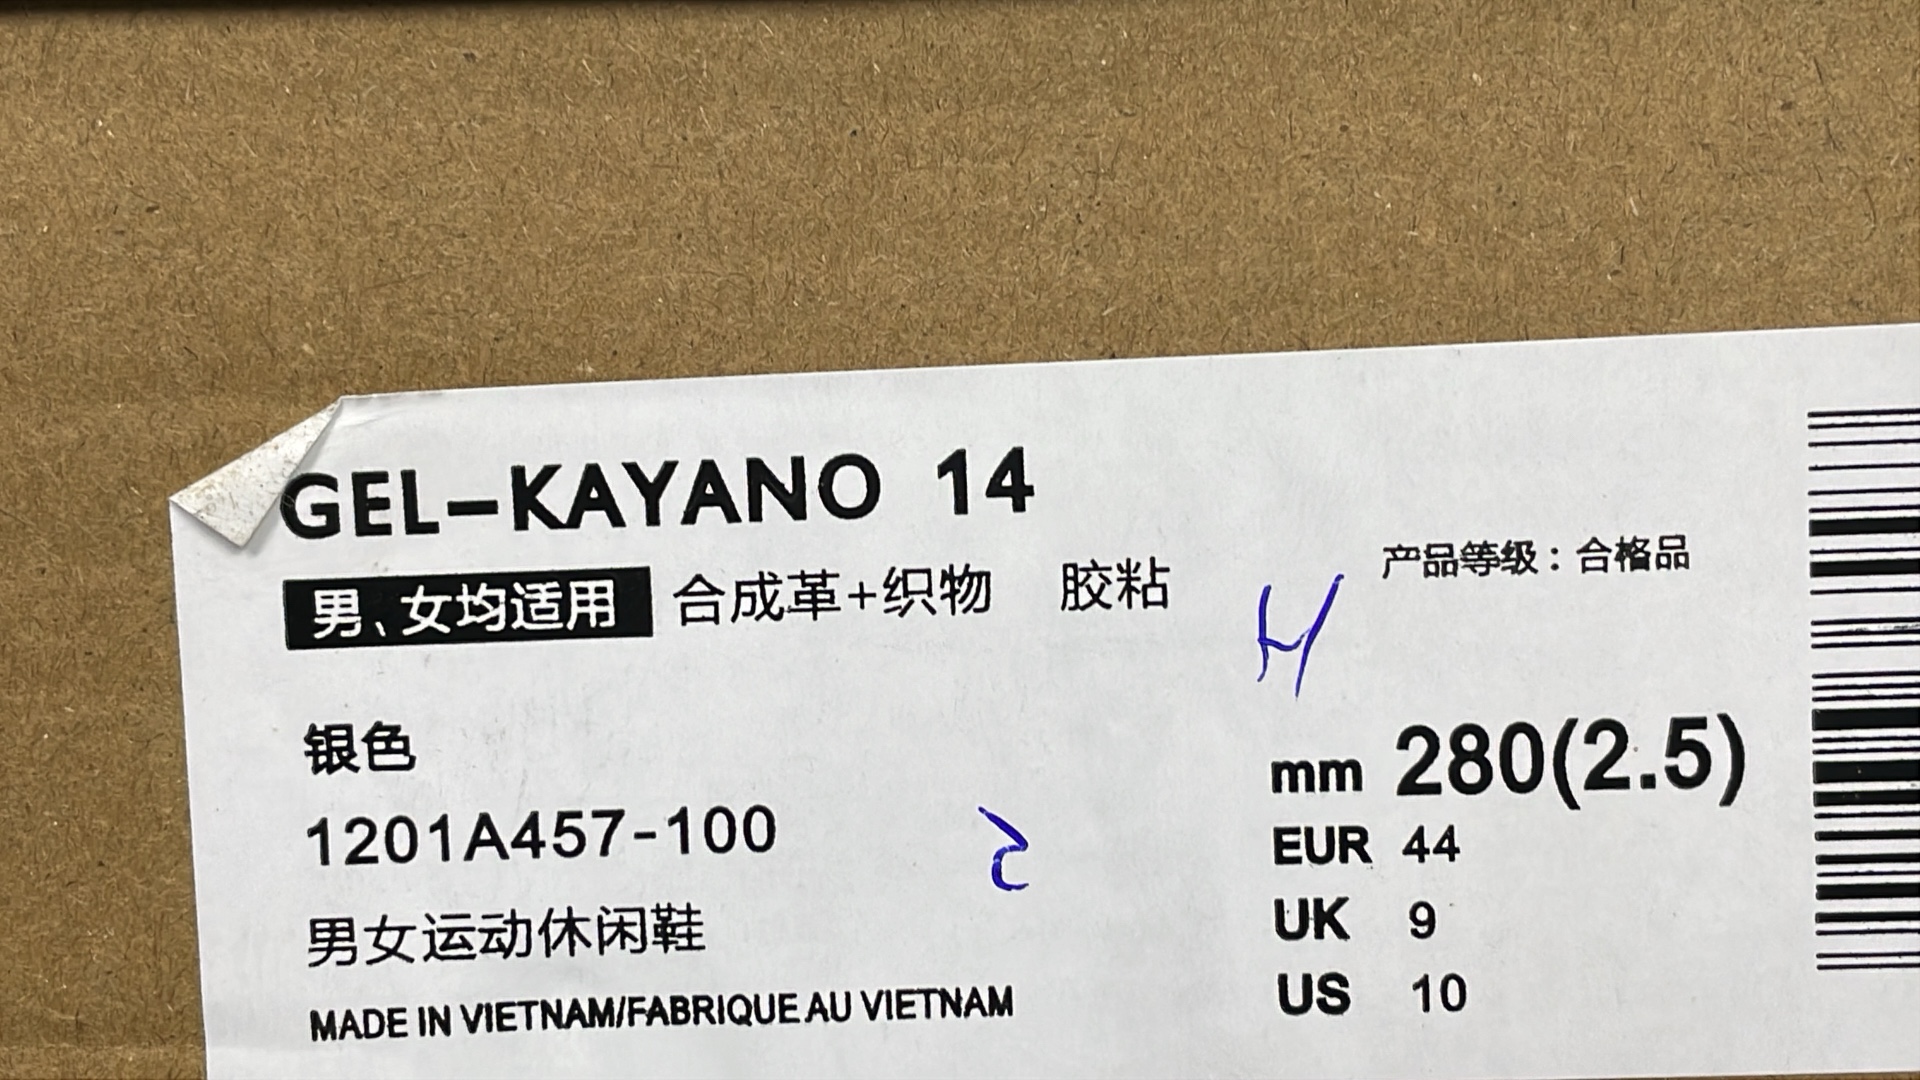 GEL-KAYANO 14
男、女均适用 合成革+织物 胶粘
产品等级：合格品
H
银色
1201A457-100
2
男女运动休闲鞋
MADE IN VIETNAM/FABRIQUE AU VIETNAM
mm 280(2.5)
EUR 44
UK 9
US 10